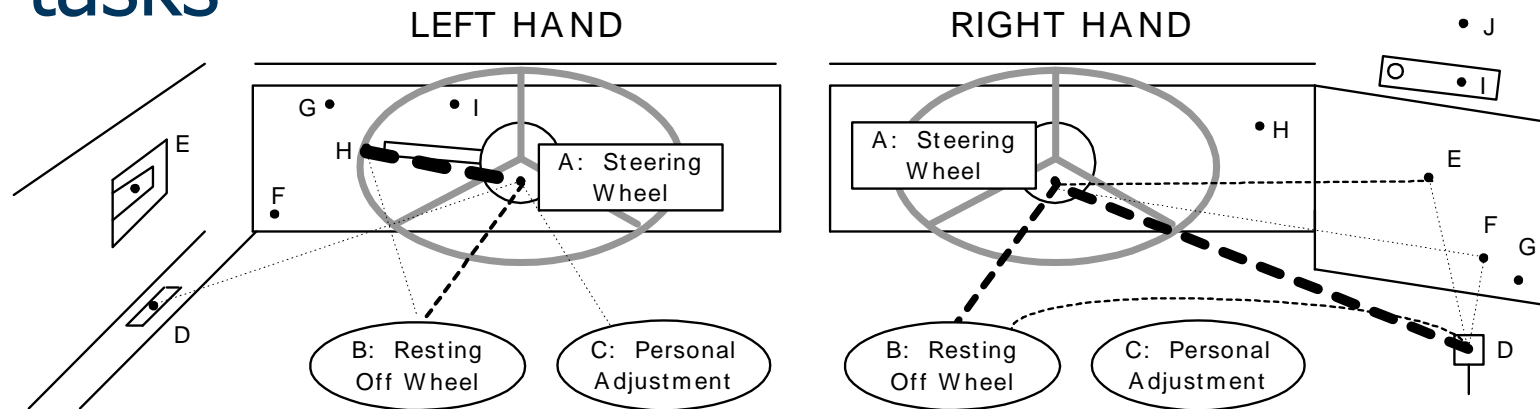 tasks
LEFT HAND
RIGHT HAND
J
I
G
I
H
E
H
A: Steering
Wheel
A: Steering
Wheel
E
F
F
G
D
B: Resting
Off Wheel
C: Personal
Adjustment
B: Resting
Off Wheel
C: Personal
Adjustment
D